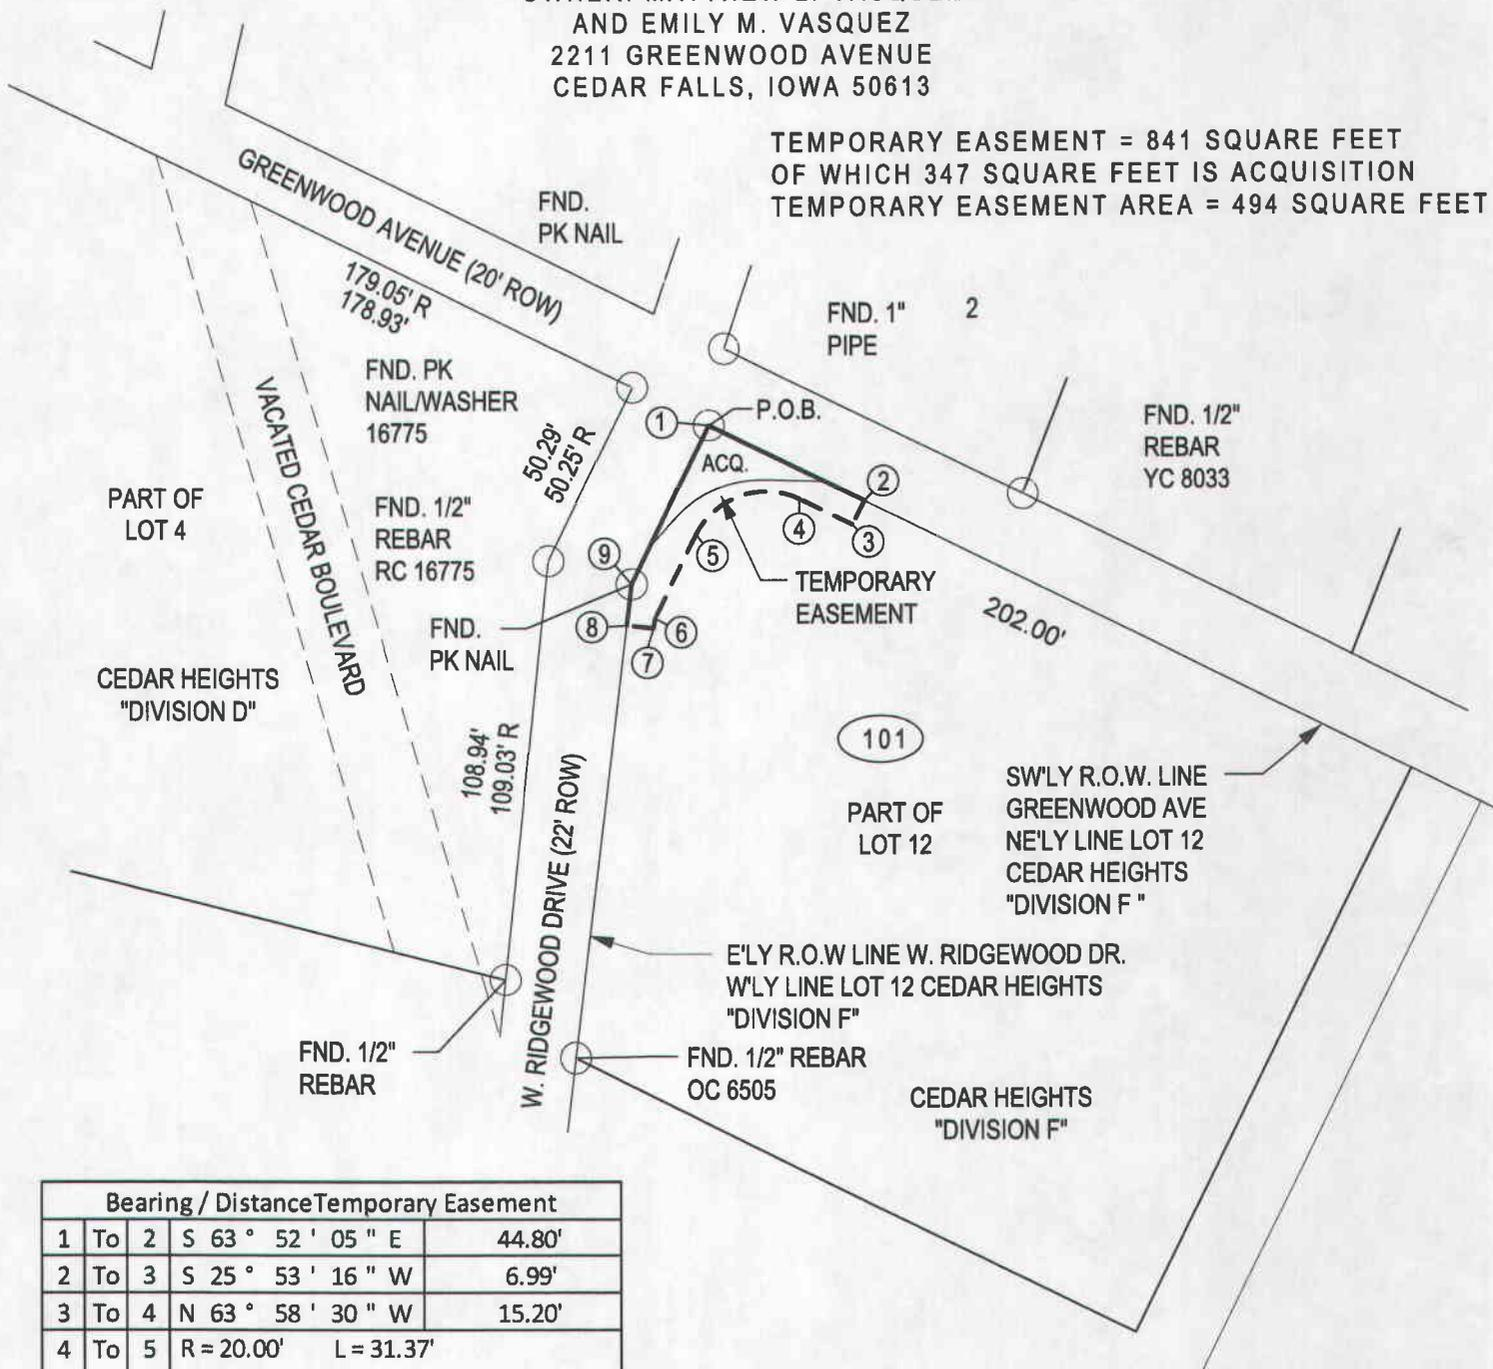 AND EMILY M. VASQUEZ
2211 GREENWOOD AVENUE
CEDAR FALLS, IOWA 50613
TEMPORARY EASEMENT = 841 SQUARE FEET
OF WHICH 347 SQUARE FEET IS ACQUISITION
TEMPORARY EASEMENT AREA = 494 SQUARE FEET
GREENWOOD AVENUE (20' ROW)
FND.
PK NAIL
179.05' R
178.93'
FND. 1"
PIPE
2
FND. PK
NAIL/WASHER
16775
VACATED CEDAR BOULEVARD
50.29'
50.25' R
1
P.O.B.
ACQ.
2
3
4
5
FND. 1/2"
REBAR
YC 8033
PART OF
LOT 4
FND. 1/2"
REBAR
RC 16775
9
TEMPORARY
EASEMENT
202.00'
FND.
PK NAIL
8
6
7
CEDAR HEIGHTS
"DIVISION D"
108.94'
109.03' R
101
PART OF
LOT 12
SW'LY R.O.W. LINE
GREENWOOD AVE
NE'LY LINE LOT 12
CEDAR HEIGHTS
"DIVISION F "
W. RIDGEWOOD DRIVE (22' ROW)
E'LY R.O.W LINE W. RIDGEWOOD DR.
W'LY LINE LOT 12 CEDAR HEIGHTS
"DIVISION F"
FND. 1/2"
REBAR
FND. 1/2" REBAR
OC 6505
CEDAR HEIGHTS
"DIVISION F"
Bearing / DistanceTemporary Easement
1 To 2 S 63 ° 52 ' 05 " E 44.80'
2 To 3 S 25 ° 53 ' 16 " W 6.99'
3 To 4 N 63 ° 58 ' 30 " W 15.20'
4 To 5 R = 20.00' L = 31.37'